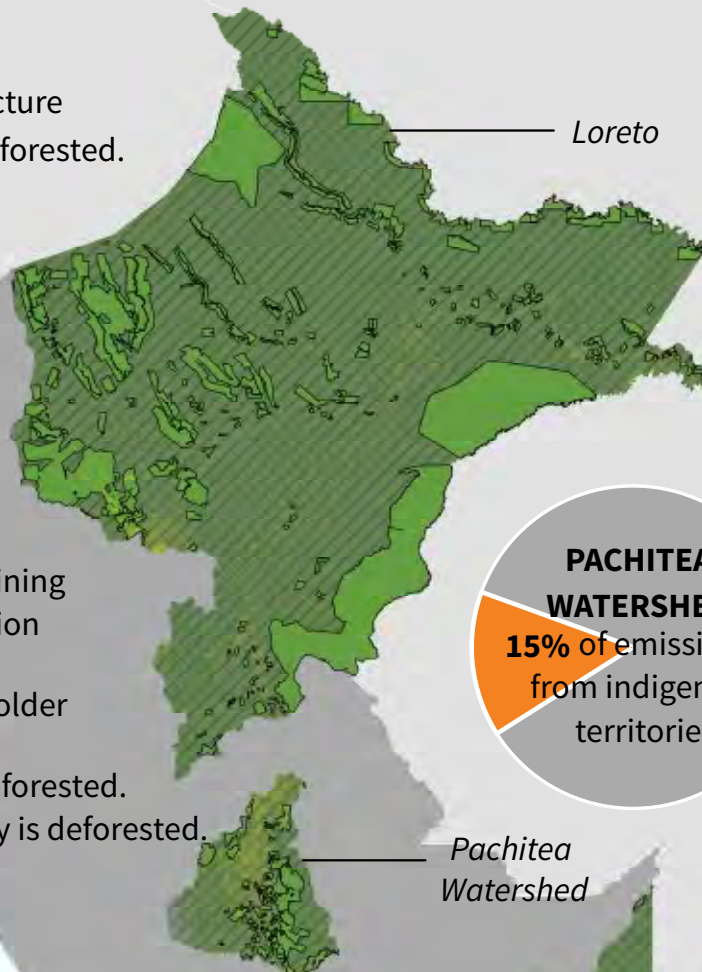 cture
forested.
Loreto
ining
ion
older
forested.
y is deforested.
PACHITEA
WATERSHE
15% of emissi
from indigen
territorie
Pachitea
Watershed